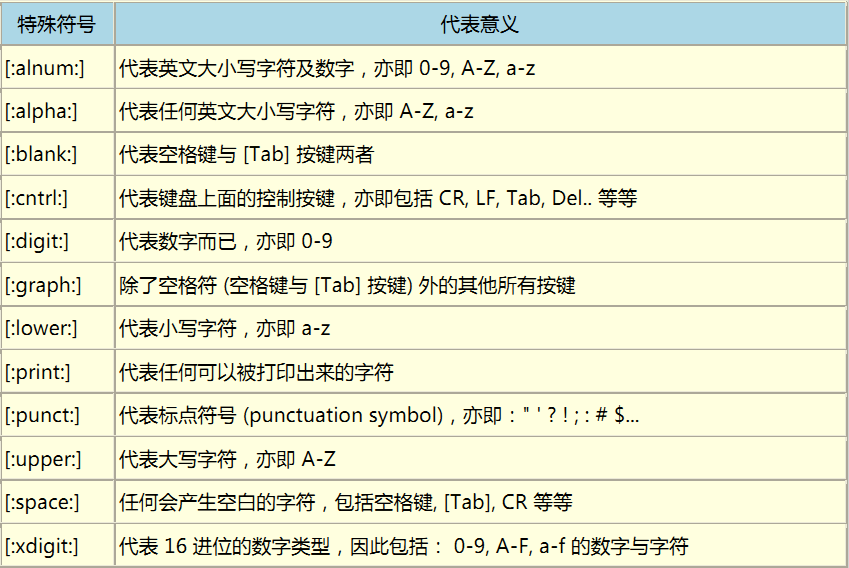 特殊符号 代表意义
[:alnum:] 代表英文大小写字符及数字，亦即 0-9, A-Z, a-z
[:alpha:] 代表任何英文大小写字符，亦即 A-Z, a-z
[:blank:] 代表空格键与 [Tab] 按键两者
[:cntrl:] 代表键盘上面的控制按键，亦即包括 CR, LF, Tab, Del.. 等等
[:digit:] 代表数字而已，亦即 0-9
[:graph:] 除了空格符 (空格键与 [Tab] 按键) 外的其他所有按键
[:lower:] 代表小写字符，亦即 a-z
[:print:] 代表任何可以被打印出来的字符
[:punct:] 代表标点符号 (punctuation symbol)，亦即：" ' ? ! ; : # $...
[:upper:] 代表大写字符，亦即 A-Z
[:space:] 任何会产生空白的字符，包括空格键, [Tab], CR 等等
[:xdigit:] 代表 16 进位的数字类型，因此包括： 0-9, A-F, a-f 的数字与字符